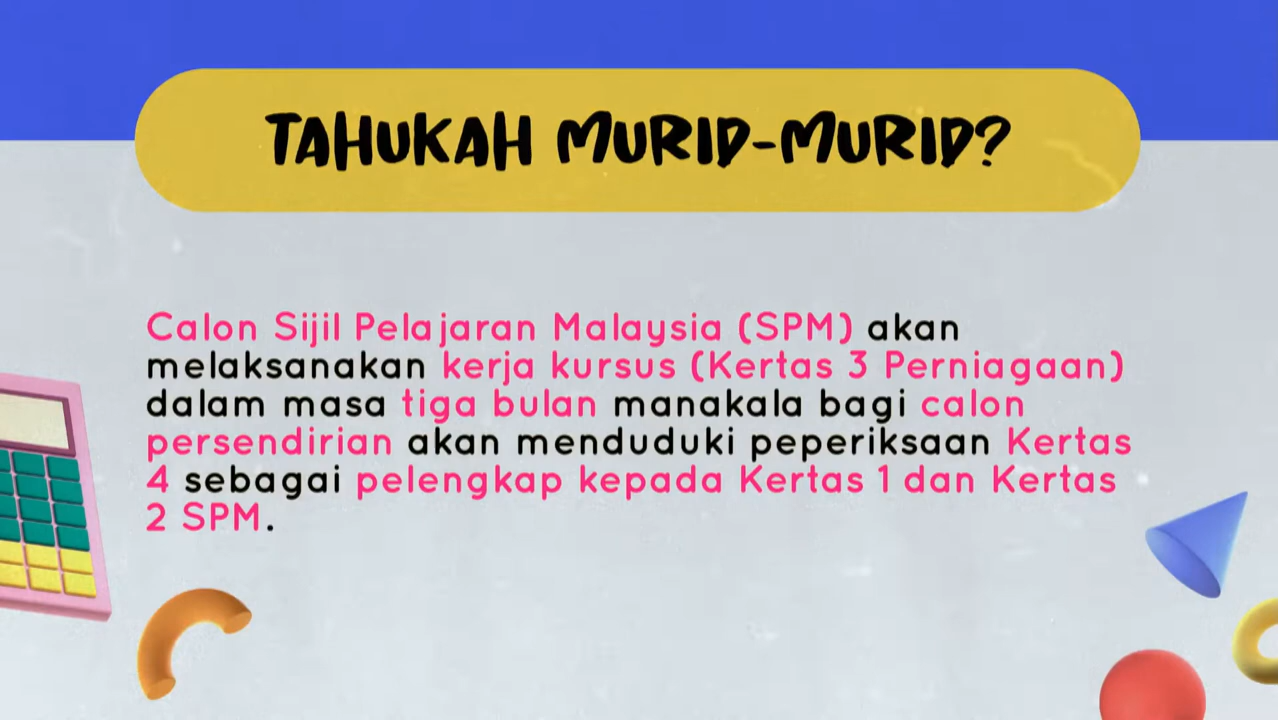 TAHUKAH MURID-MURID?
Calon Sijil Pelajaran Malaysia (SPM) akan
melaksanakan kerja kursus (Kertas 3 Perniagaan)
dalam masa tiga bulan manakala bagi calon
persendirian akan menduduki peperiksaan Kertas
4 sebagai pelengkap kepada Kertas 1 dan Kertas
2 SPM.